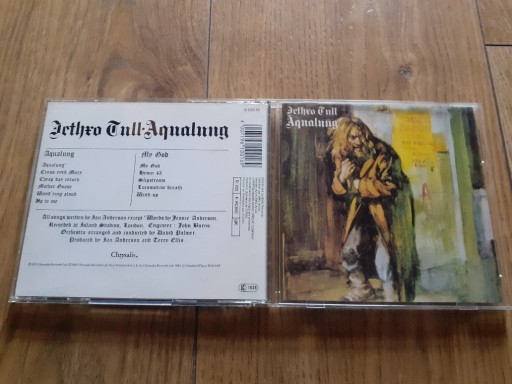 Jethro Tull·Aqualung
Aqualung
Aqualung*
Cross eyed Mary
Cheap day return
Mother Goose
Wond'ring aloud
Up to me
My God
My God
Hymn 43
Slipstream
Locomotive breath
Wind up
All songs written by Ian Anderson except *Words by Jennie Anderson.
Recorded at Island Studios, London. Engineer: John Burns
Orchestra arranged and conducted by David Palmer
Produced by Ian Anderson and Terry Ellis
Chrysalis.
Jethro Tull
Aqualung